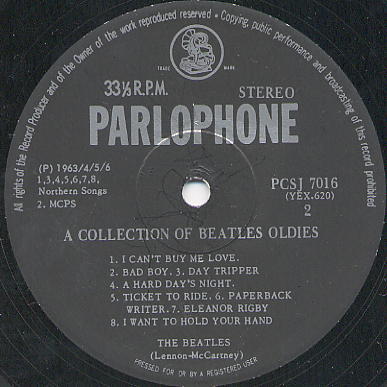 All rights of the Record Producer and of the Owner of the work reproduced reserved • Copying, public performance and broadcasting of this record prohibited
TRADE MARK
33⅓ R.P.M.
STEREO
PARLOPHONE
(P) 1963/4/5/6
1,3,4,5,6,7,8,
Northern Songs
2. MCPS
PCSJ 7016
(YEX.620)
2
A COLLECTION OF BEATLES OLDIES
1. I CAN'T BUY ME LOVE.
2. BAD BOY. 3. DAY TRIPPER
4. A HARD DAY'S NIGHT.
5. TICKET TO RIDE. 6. PAPERBACK
WRITER. 7. ELEANOR RIGBY
8. I WANT TO HOLD YOUR HAND
THE BEATLES
(Lennon-McCartney)
PRESSED FOR OR BY A REGISTERED USER